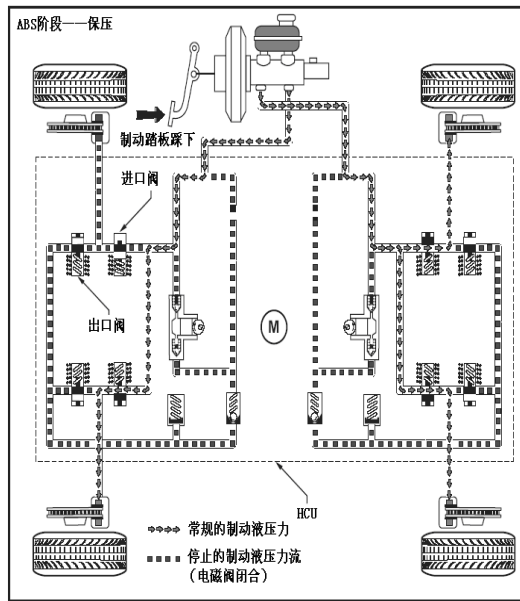 ABS阶段——保压
制动踏板踩下
进口阀
出口阀
M
HCU
常规的制动液压力
停止的制动液压力流
(电磁阀闭合)